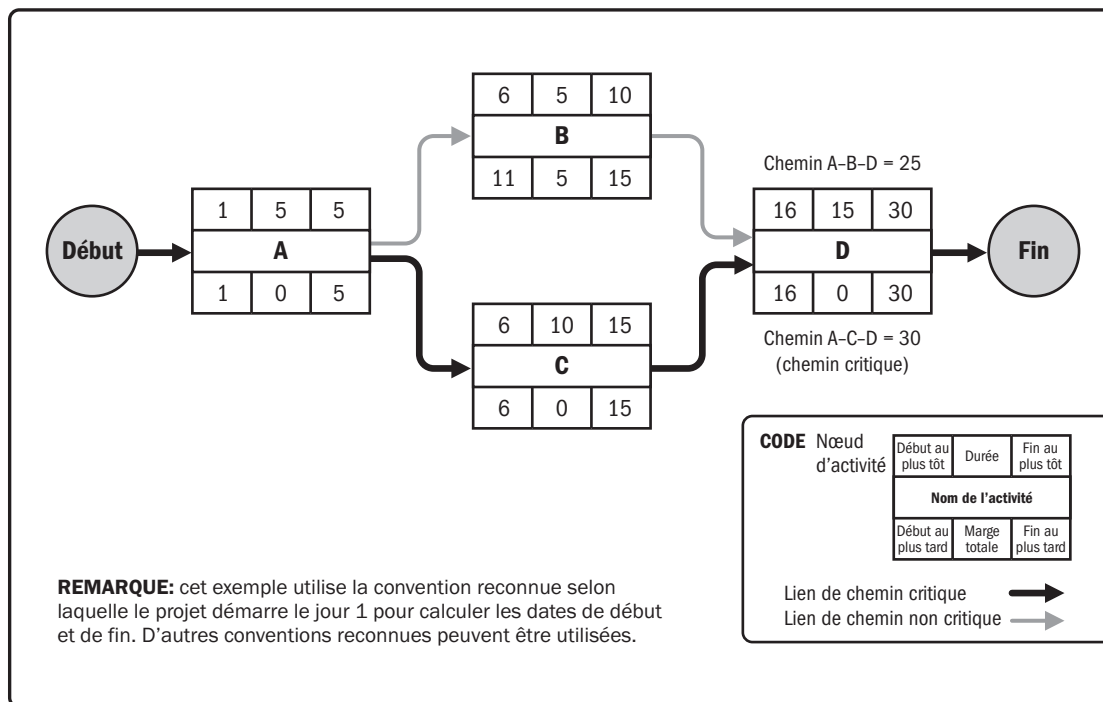 Début
1 5 5
A
1 0 5
6 5 10
B
11 5 15
6 10 15
C
6 0 15
Chemin A–B–D = 25
16 15 30
D
16 0 30
Chemin A–C–D = 30
(chemin critique)
Fin
CODE Nœud
d’activité
Début au
plus tôt
Durée
Fin au
plus tôt
Nom de l’activité
Début au
plus tard
Marge
totale
Fin au
plus tard
Lien de chemin critique
Lien de chemin non critique
REMARQUE: cet exemple utilise la convention reconnue selon
laquelle le projet démarre le jour 1 pour calculer les dates de début
et de fin. D’autres conventions reconnues peuvent être utilisées.